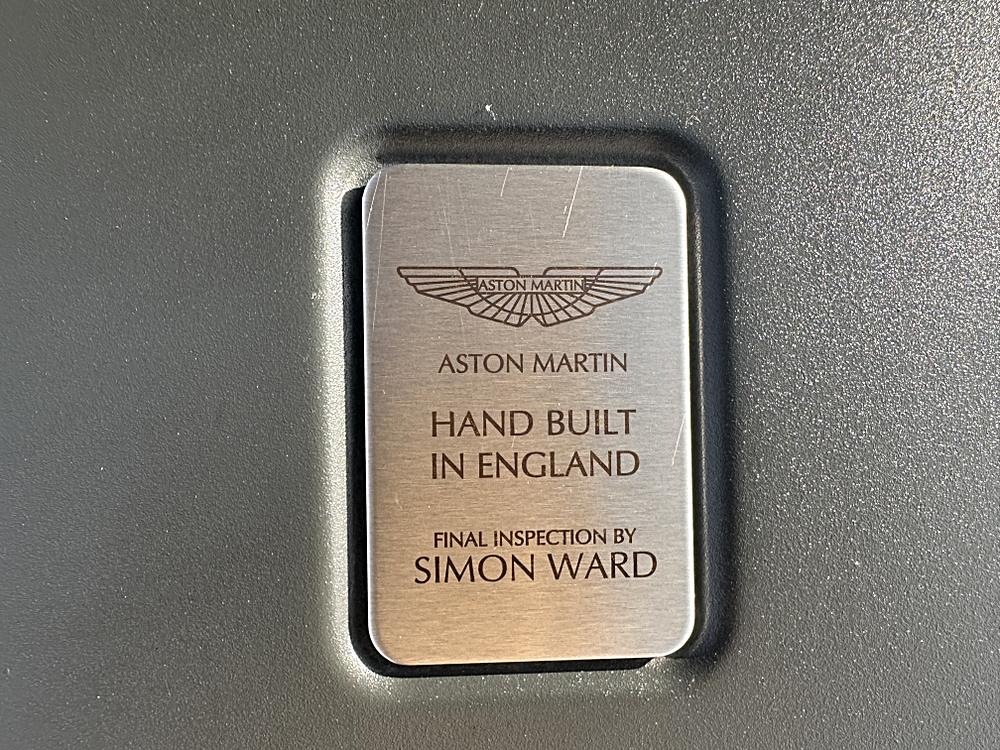 ASTON MARTIN
ASTON MARTIN
HAND BUILT
IN ENGLAND
FINAL INSPECTION BY
SIMON WARD